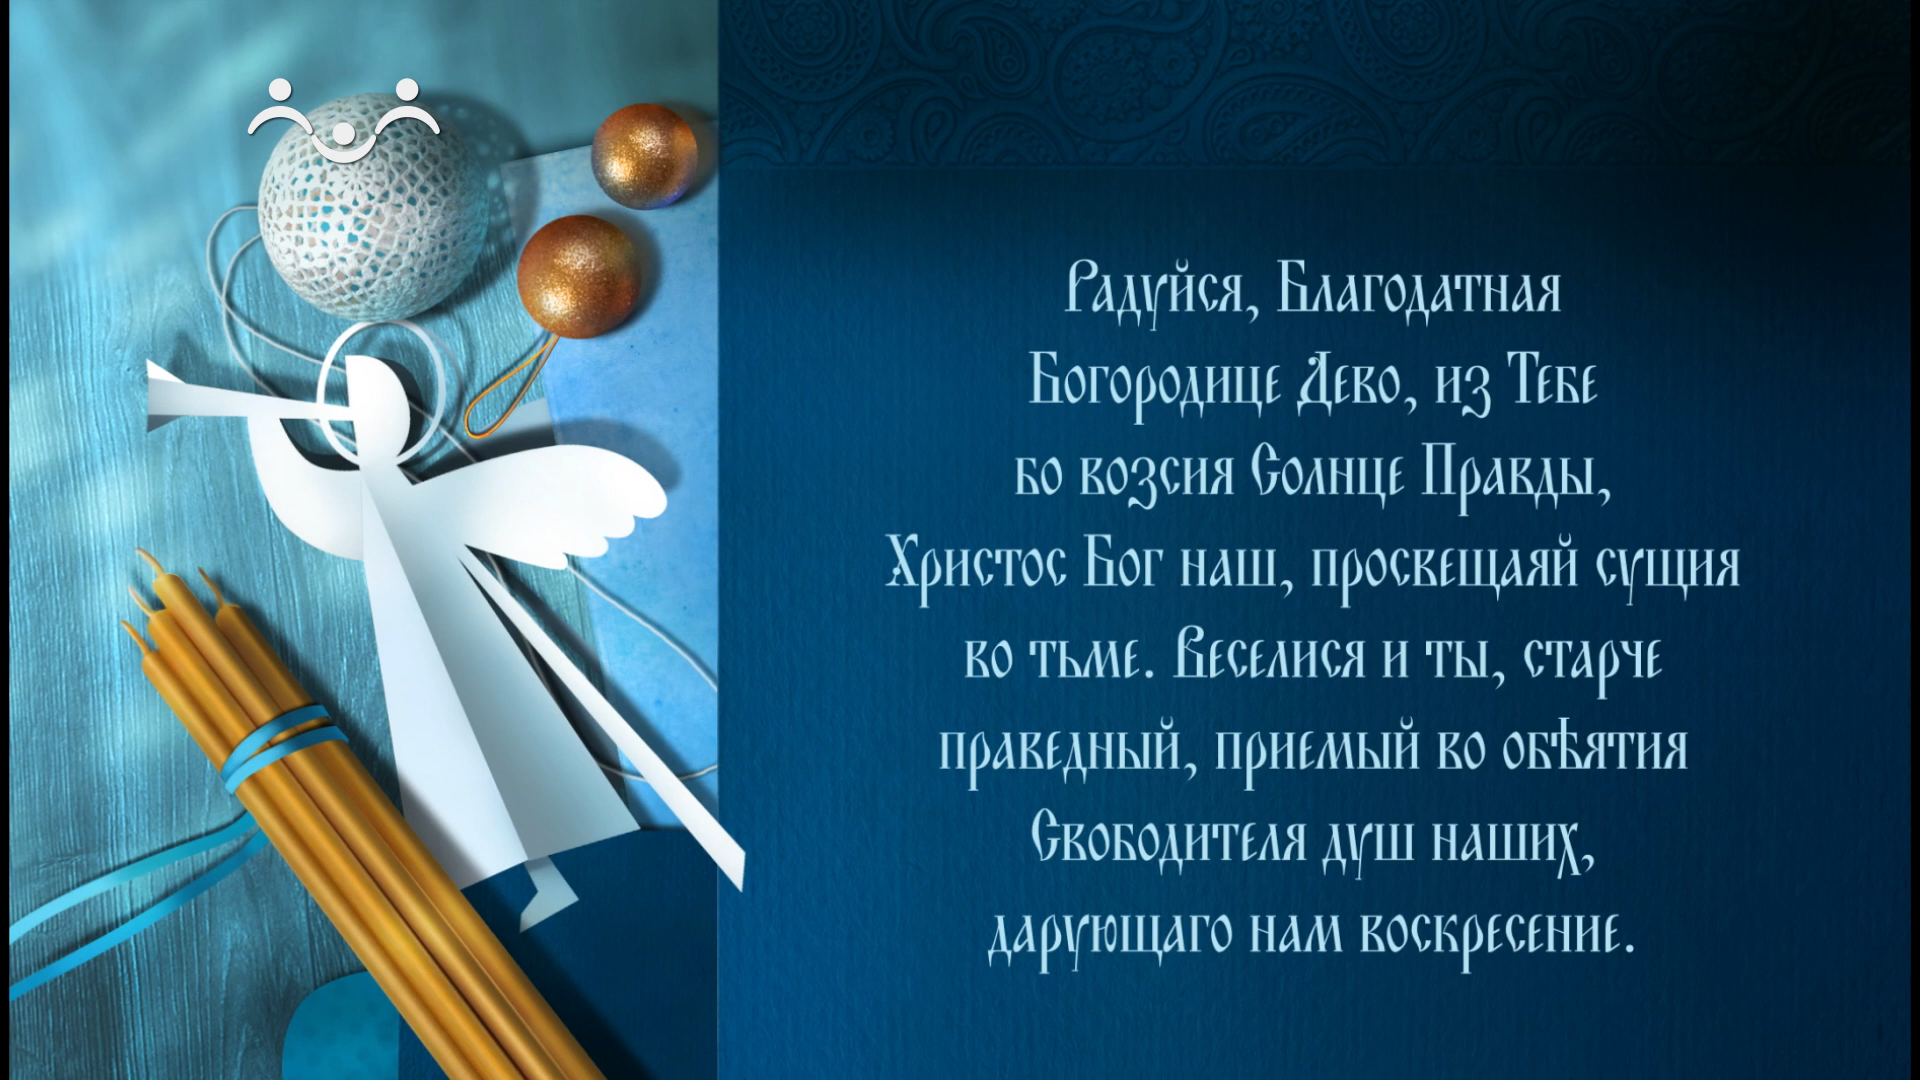 Радуйся, Благодатная
Богородице Дево, из Тебе
бо возсия Солнце Правды,
Христос Бог наш, просвещаяй сущия
во тьме. Веселися и ты, старче
праведный, приемый во обѣятия
Свободителя душ наших,
дарующаго нам воскресение.